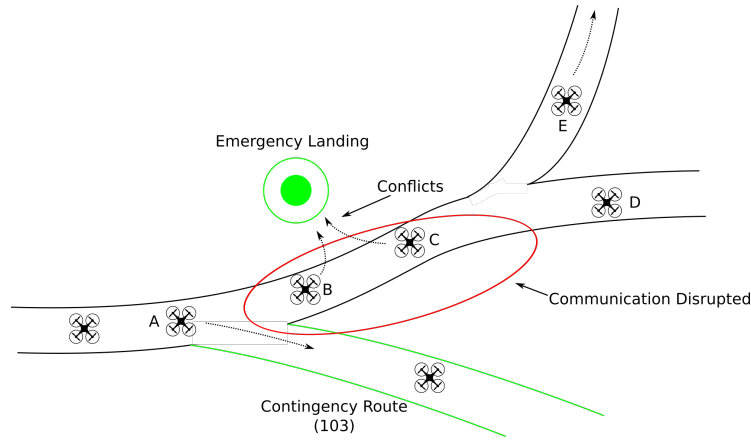 E
Emergency Landing
Conflicts
D
C
B
Communication Disrupted
A
Contingency Route
(103)